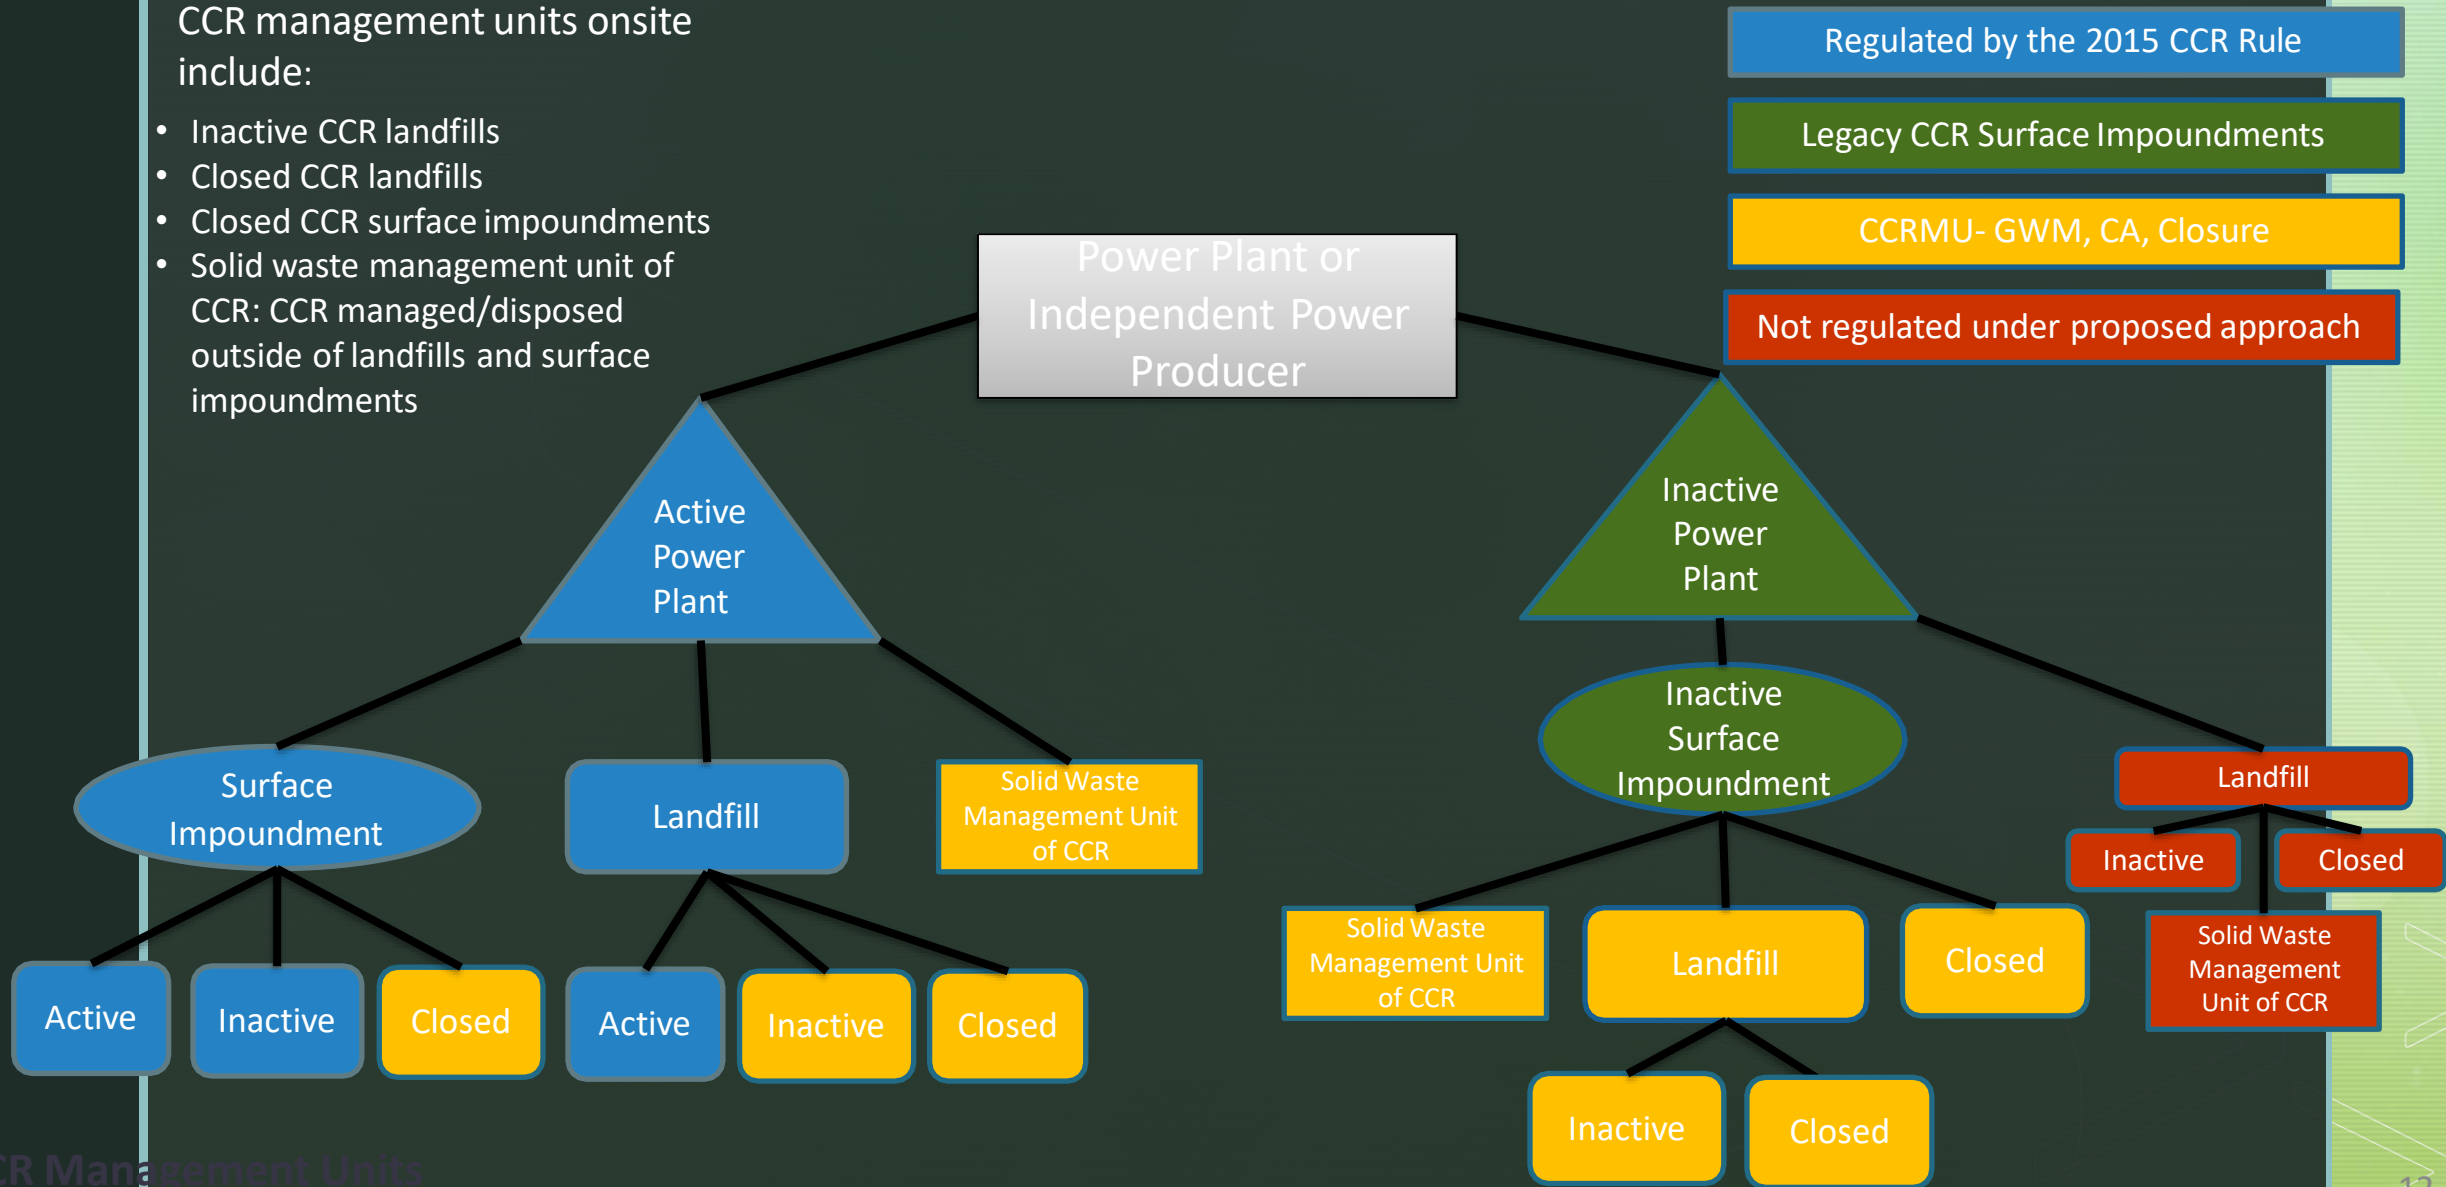 CCR management units onsite
include:
• Inactive CCR landfills
• Closed CCR landfills
• Closed CCR surface impoundments
• Solid waste management unit of
CCR: CCR managed/disposed
outside of landfills and surface
impoundments
Regulated by the 2015 CCR Rule
Legacy CCR Surface Impoundments
CCRMU- GWM, CA, Closure
Not regulated under proposed approach
Power Plant or
Independent Power
Producer
Active
Power
Plant
Inactive
Power
Plant
Surface
Impoundment
Landfill
Solid Waste
Management Unit
of CCR
Active
Inactive
Closed
Active
Inactive
Closed
Inactive
Surface
Impoundment
Landfill
Inactive
Closed
Solid Waste
Management
Unit of CCR
Solid Waste
Management Unit
of CCR
Landfill
Closed
Inactive
Closed
Management Units